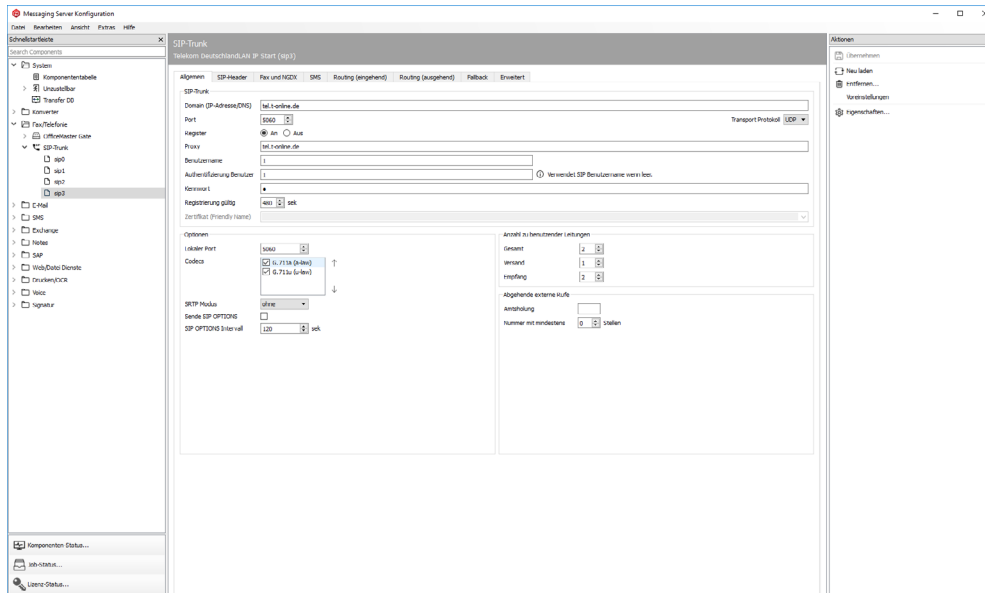 Messaging Server Konfiguration
Datei Bearbeiten Ansicht Extras Hilfe
Schnellstartleiste
Search Components
System
Komponententabelle
Unzustellbar
Transfer DB
Konverter
Fax/Telefonie
OfficeMaster Gate
SIP-Trunk
sip0
sip1
sip2
sip3
E-Mail
SMS
Exchange
Notes
SAP
Web/Datei Dienste
Drucken/OCR
Voice
Signatur
Komponenten Status...
Job-Status...
Lizenz-Status...
SIP-Trunk
Telekom DeutschlandLAN IP Start (sip3)
Allgemein SIP-Header Fax und NGDX SMS Routing (eingehend) Routing (ausgehend) Fallback Erweitert
SIP-Trunk
Domain (IP-Adresse/DNS) tel.t-online.de
Port 5060 Transport Protokoll UDP
Register An Aus
Proxy tel.t-online.de
Benutzername 1
Authentifizierung Benutzer 1 Verwendet SIP Benutzername wenn leer.
Kennwort
Registrierung gültig 480 sek
Zertifikat (Friendly Name)
Optionen
Lokaler Port 5060
Codecs G.711a (a-law)
G.711u (u-law)
SRTP Modus ohne
Sende SIP OPTIONS
SIP OPTIONS Intervall 120 sek
Anzahl zu benutzender Leitungen
Gesamt 2
Versand 1
Empfang 2
Abgehende externe Rufe
Amtsholung
Nummer mit mindestens 0 Stellen
Aktionen
Übernehmen
Neu laden
Entfernen...
Voreinstellungen
Eigenschaften...